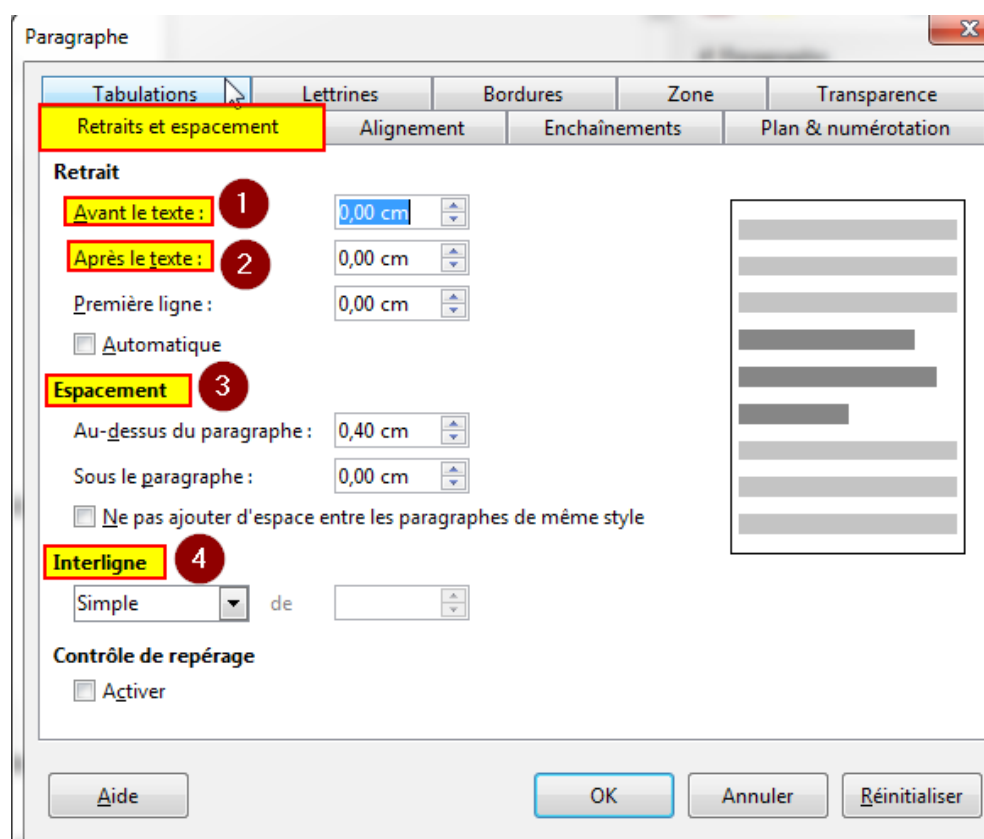 Paragraphe
x
Tabulations Lettrines Bordures Zone Transparence
Retraits et espacement Alignement Enchaînements Plan & numérotation
Retrait
Avant le texte : 1 0,00 cm
Après le texte : 2 0,00 cm
Première ligne : 0,00 cm
Automatique
Espacement 3
Au-dessus du paragraphe : 0,40 cm
Sous le paragraphe : 0,00 cm
Ne pas ajouter d'espace entre les paragraphes de même style
Interligne 4
Simple de
Contrôle de repérage
Activer
Aide OK Annuler Réinitialiser